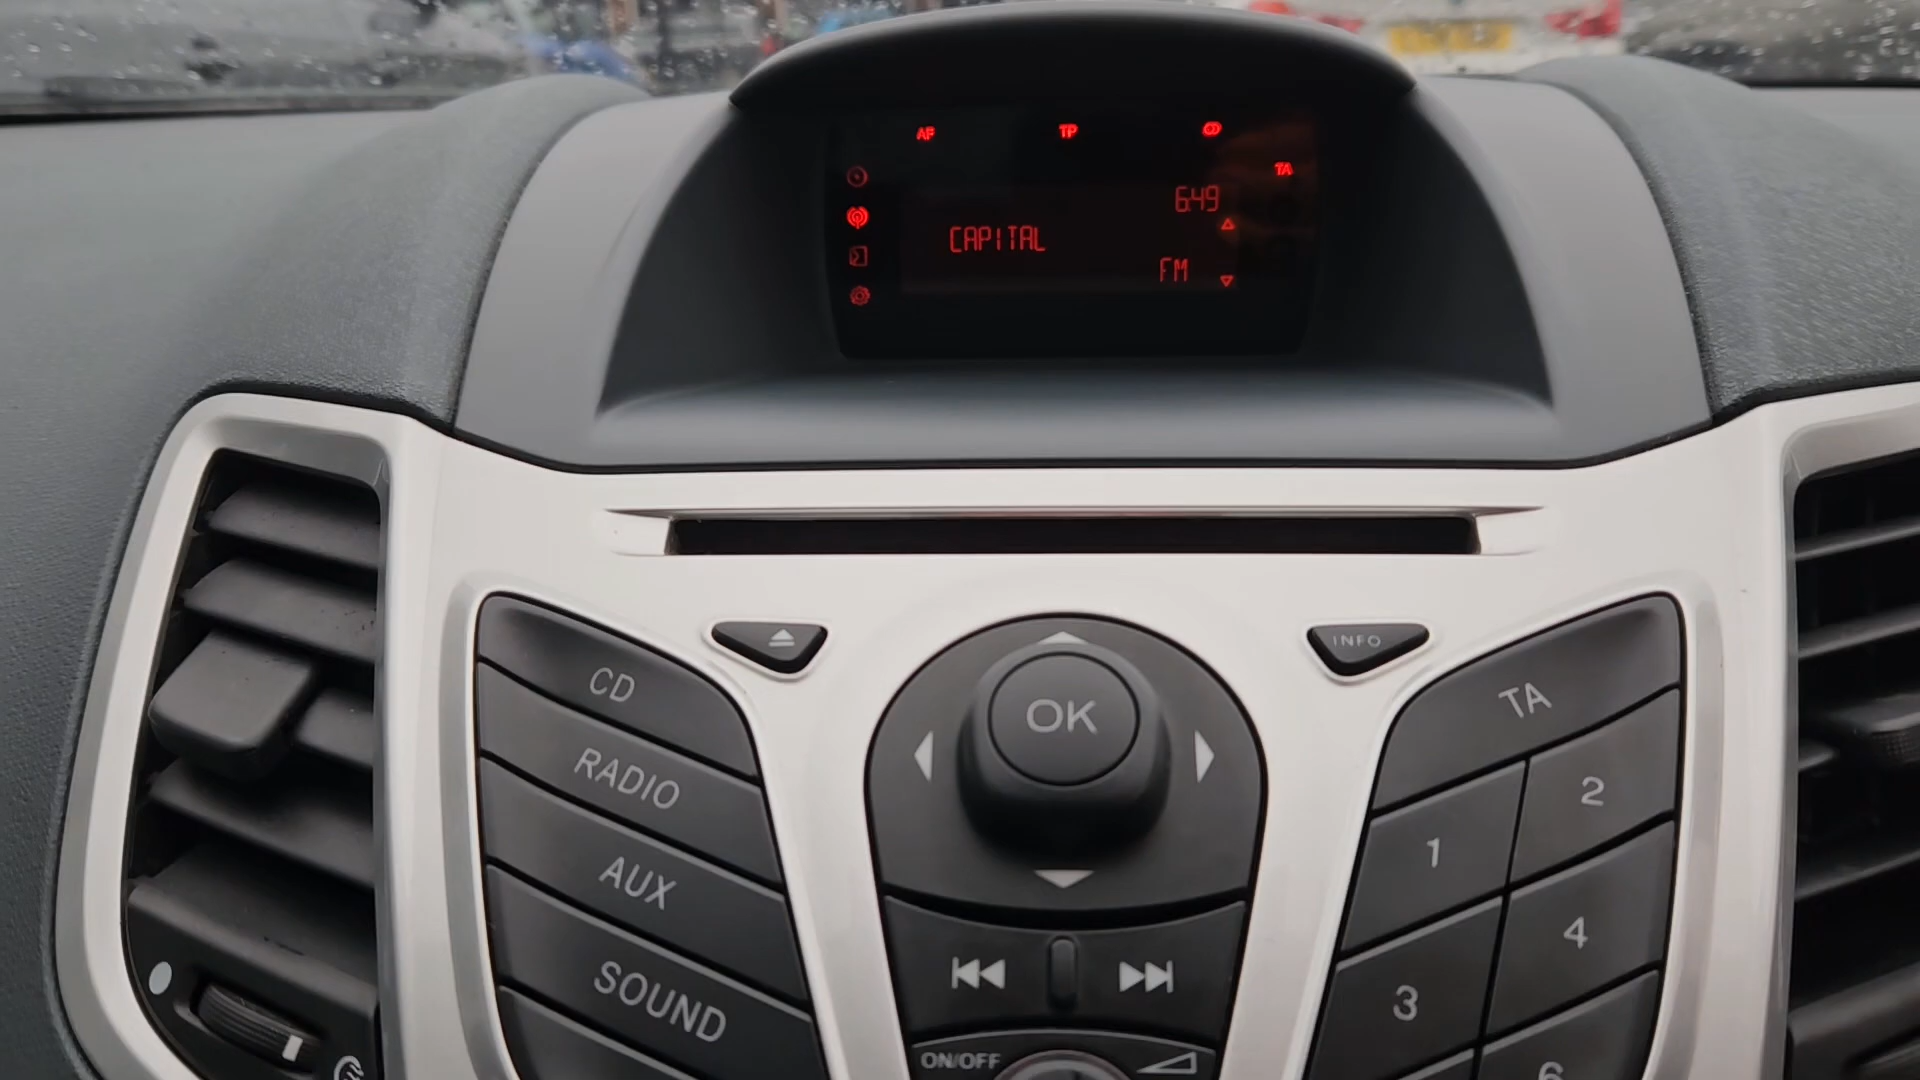 AF TP TA
6:49
CAPITAL
FM
CD
RADIO
AUX
SOUND
INFO
OK
TA
1 2
3 4
6
ON/OFF